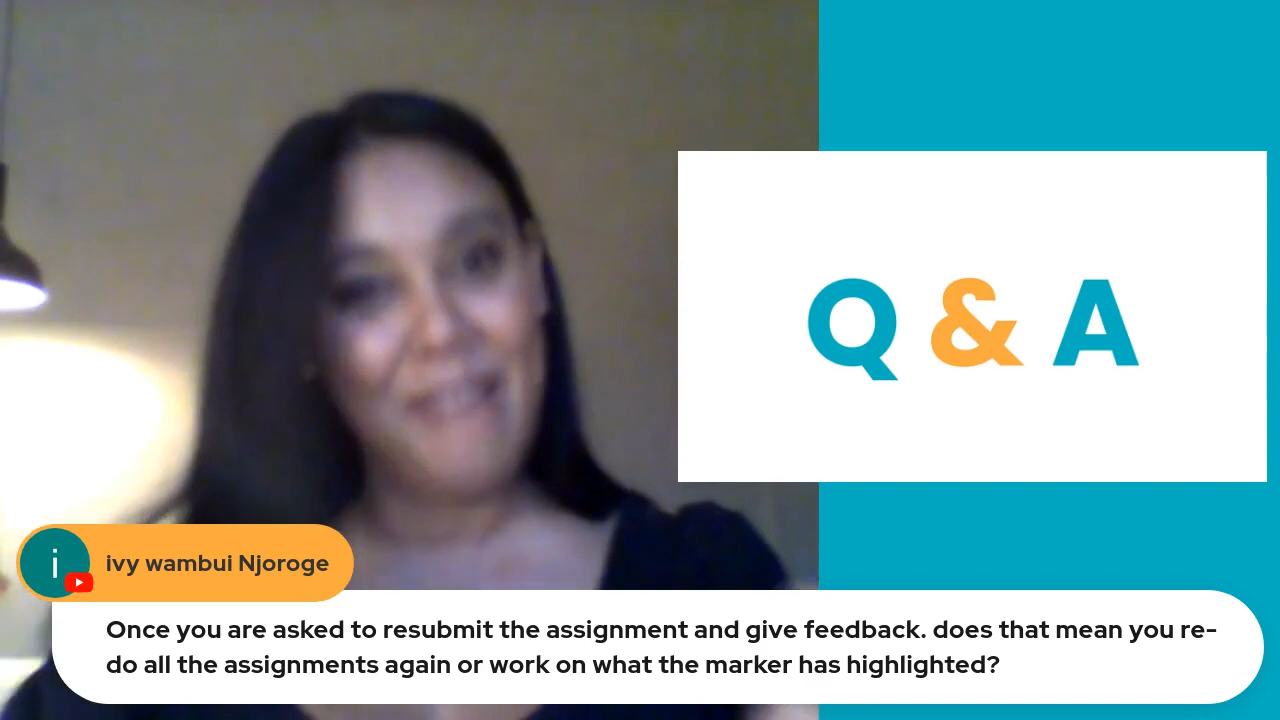 Q & A
i
ivy wambui Njoroge
Once you are asked to resubmit the assignment and give feedback. does that mean you re-
do all the assignments again or work on what the marker has highlighted?